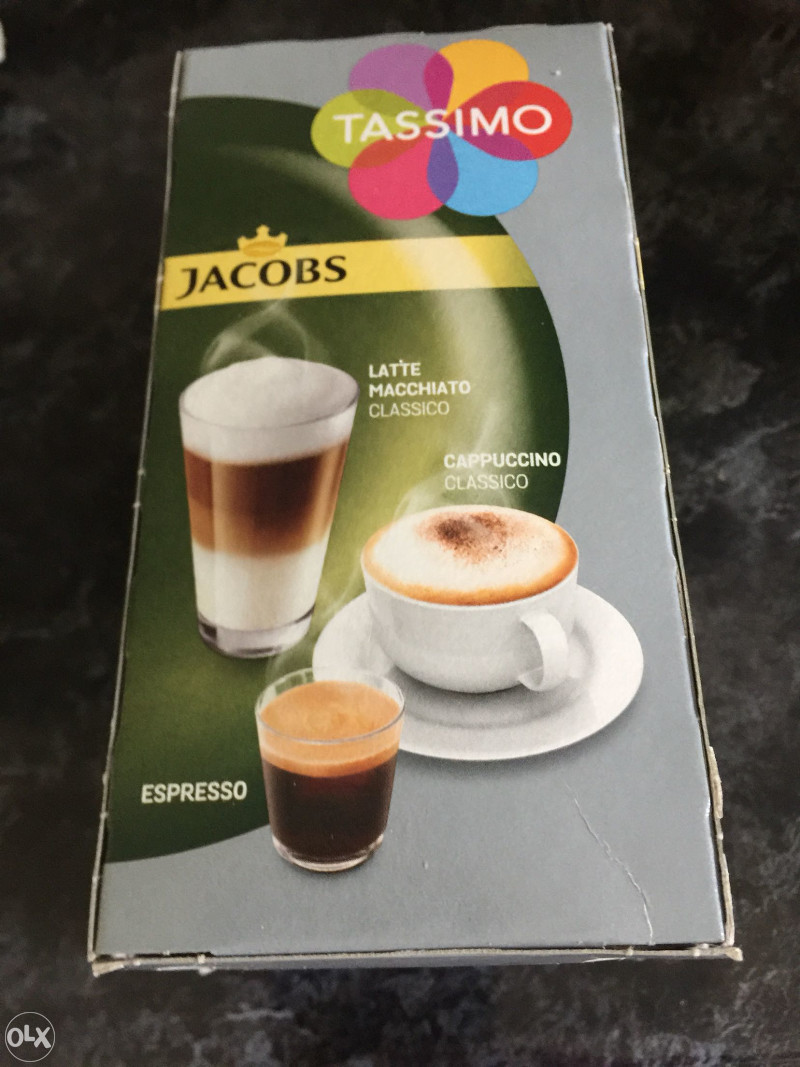 TASSIMO
JACOBS
LATTE
MACCHIATO
CLASSICO
CAPPUCCINO
CLASSICO
ESPRESSO
OLX